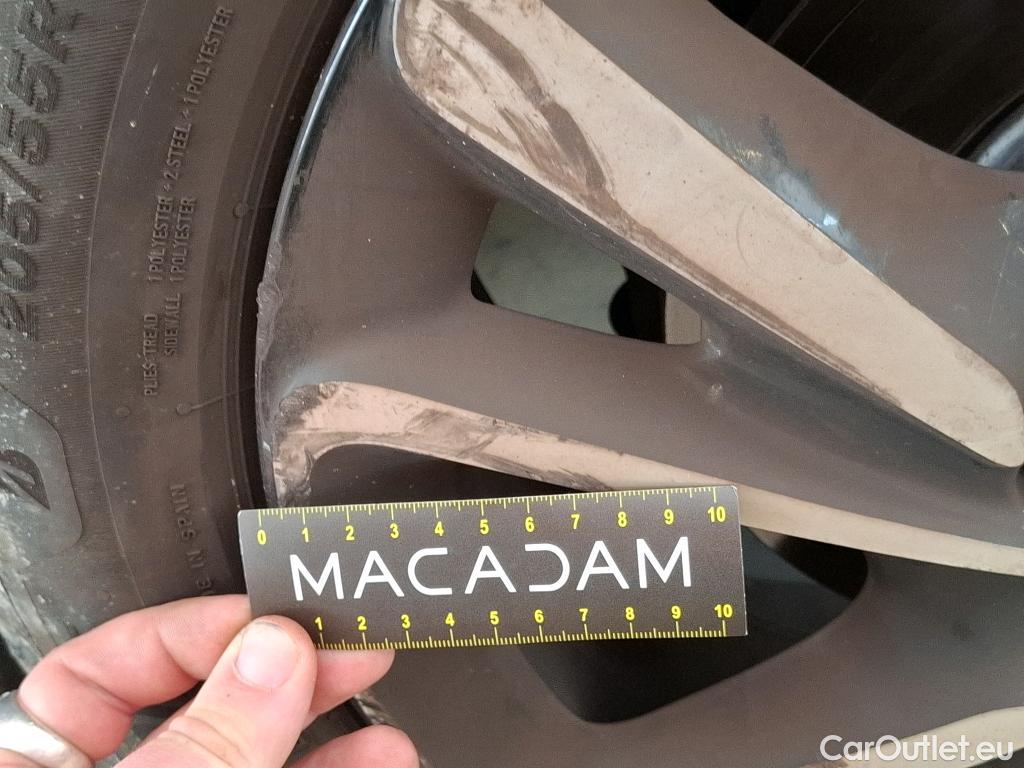 205/55R
PLIES TREAD 1 POLYESTER + 2 STEEL + 1 POLYESTER
SIDEWALL 1 POLYESTER
IN SPAIN
0 1 2 3 4 5 6 7 8 9 10
MACADAM
1 2 3 4 5 6 7 8 9 10
CarOutlet.eu